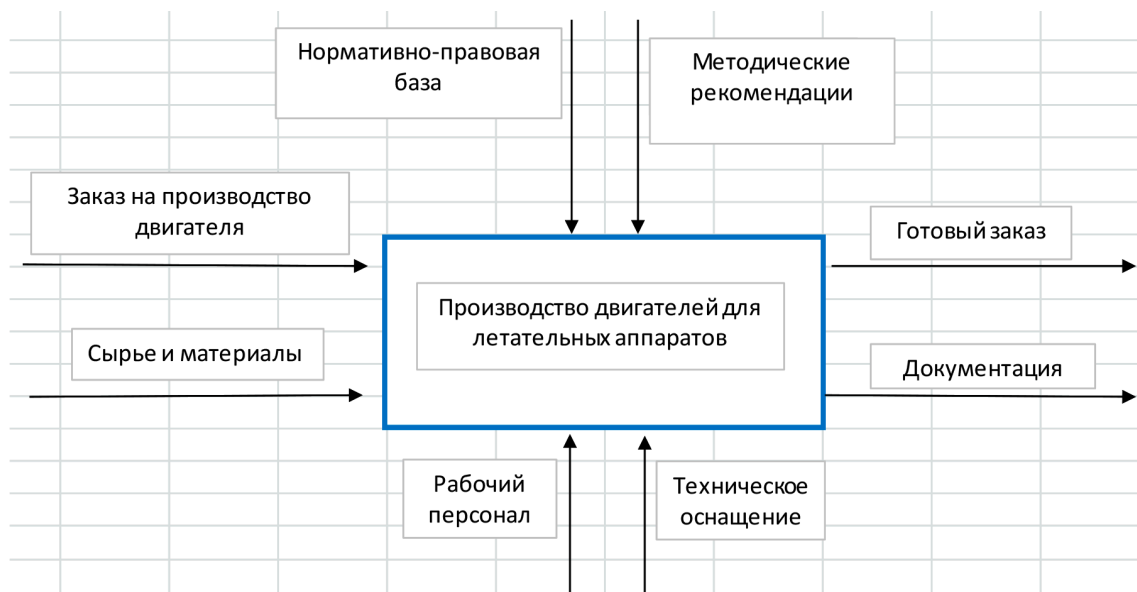 Нормативно-правовая
база
Методические
рекомендации
Заказ на производство
двигателя
Готовый заказ
Производство двигателей для
летательных аппаратов
Сырье и материалы
Документация
Рабочий
персонал
Техническое
оснащение